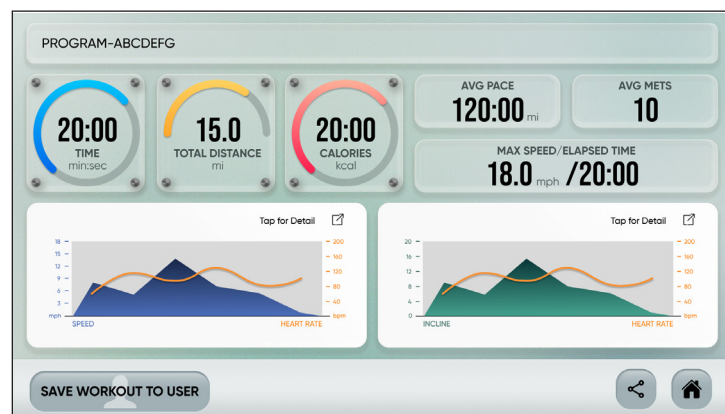 PROGRAM-ABCDEFG
20:00
TIME
min:sec
15.0
TOTAL DISTANCE
mi
20:00
CALORIES
kcal
AVG PACE
120:00 mi
AVG METS
10
MAX SPEED/ELAPSED TIME
18.0 mph /20:00
Tap for Detail
18
15
12
9
6
3
mph
200
160
120
80
40
bpm
SPEED
HEART RATE
Tap for Detail
20
16
12
8
4
0
200
160
120
80
40
bpm
INCLINE
HEART RATE
SAVE WORKOUT TO USER